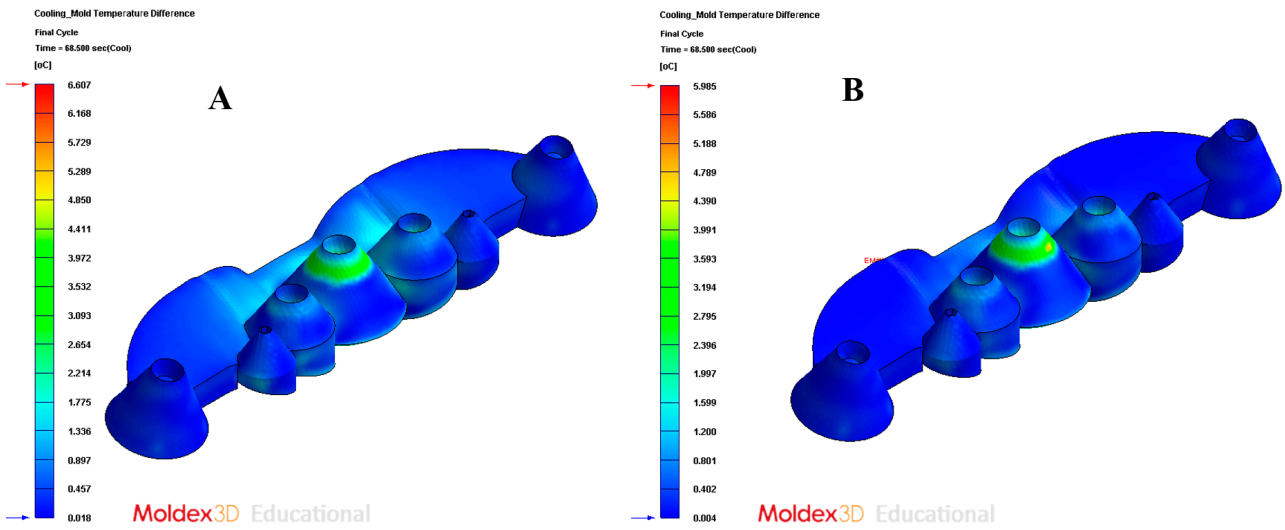 Cooling_Mold Temperature Difference
Final Cycle
Time = 68.500 sec(Cool)
[oC]
6.607
6.168
5.729
5.289
4.850
4.411
3.972
3.532
3.093
2.654
2.214
1.775
1.336
0.897
0.457
0.018
A
Moldex3D Educational
Cooling_Mold Temperature Difference
Final Cycle
Time = 68.500 sec(Cool)
[oC]
5.985
5.586
5.188
4.789
4.390
3.991
3.593
3.194
2.795
2.396
1.997
1.599
1.200
0.801
0.402
0.004
B
Moldex3D Educational